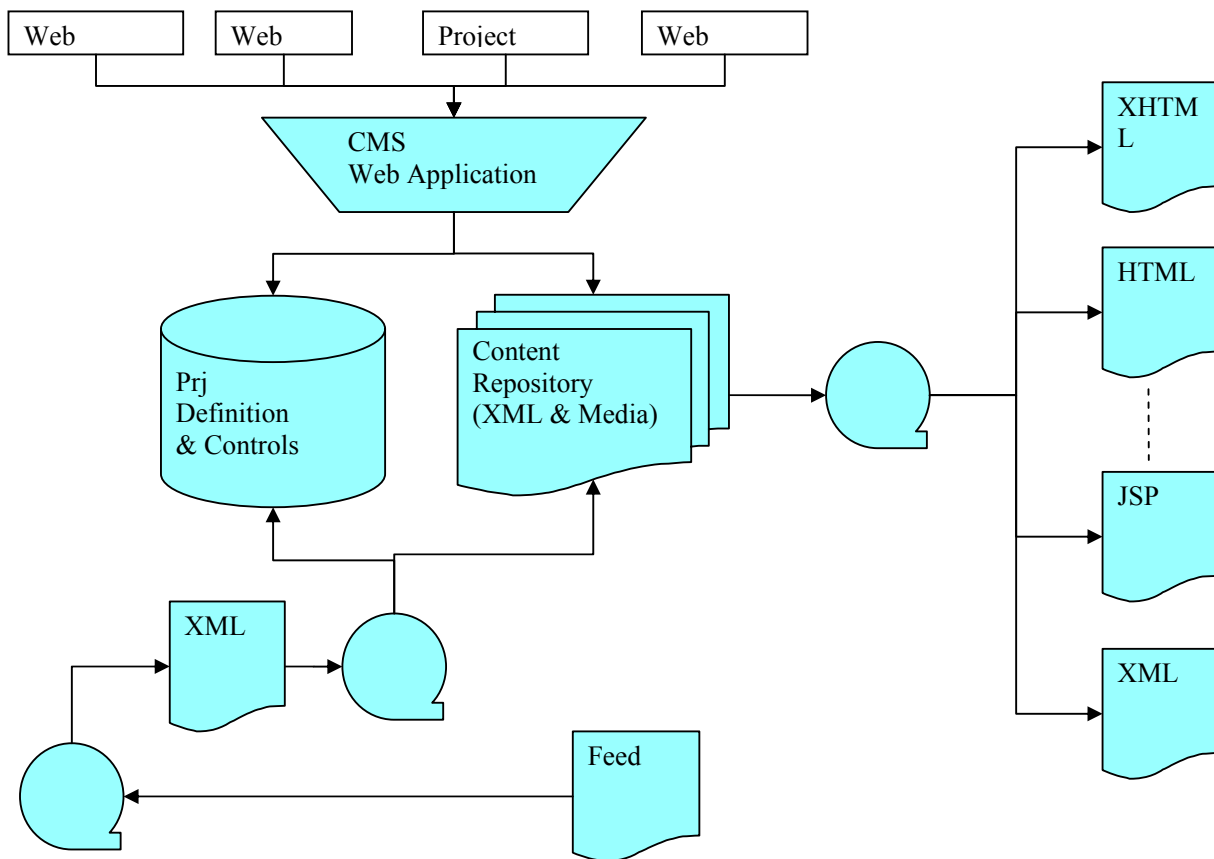 Web
Web
Project
Web
CMS
Web Application
XHTM
L
HTML
Prj
Definition
& Controls
Content
Repository
(XML & Media)
JSP
XML
XML
Feed